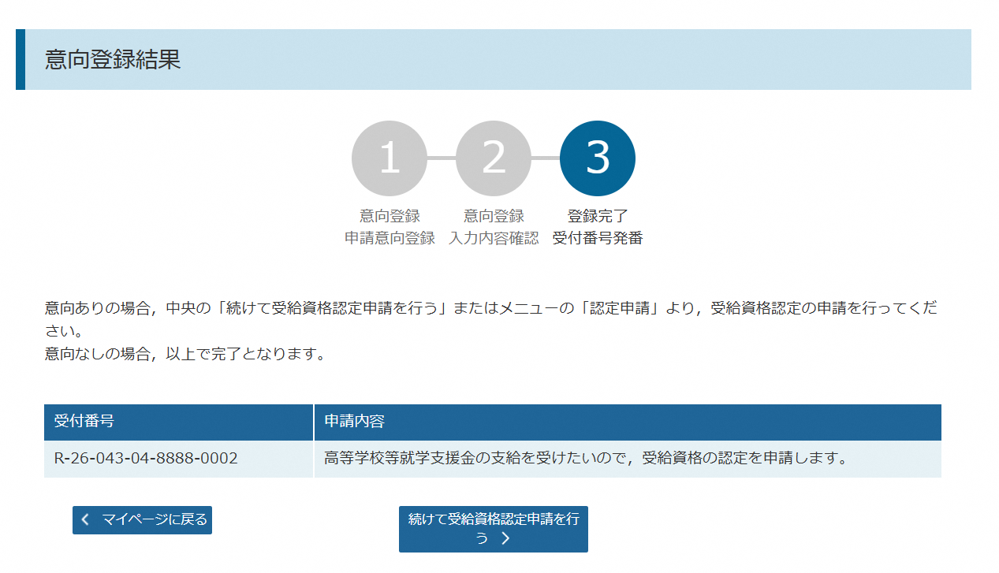 意向登録結果
1
2
3
意向登録
申請意向登録
意向登録
入力内容確認
登録完了
受付番号発番
意向ありの場合，中央の「続けて受給資格認定申請を行う」またはメニューの「認定申請」より，受給資格認定の申請を行ってくだ
さい。
意向なしの場合，以上で完了となります。
受付番号
申請内容
R-26-043-04-8888-0002
高等学校等就学支援金の支給を受けたいので，受給資格の認定を申請します。
マイページに戻る
続けて受給資格認定申請を行
う